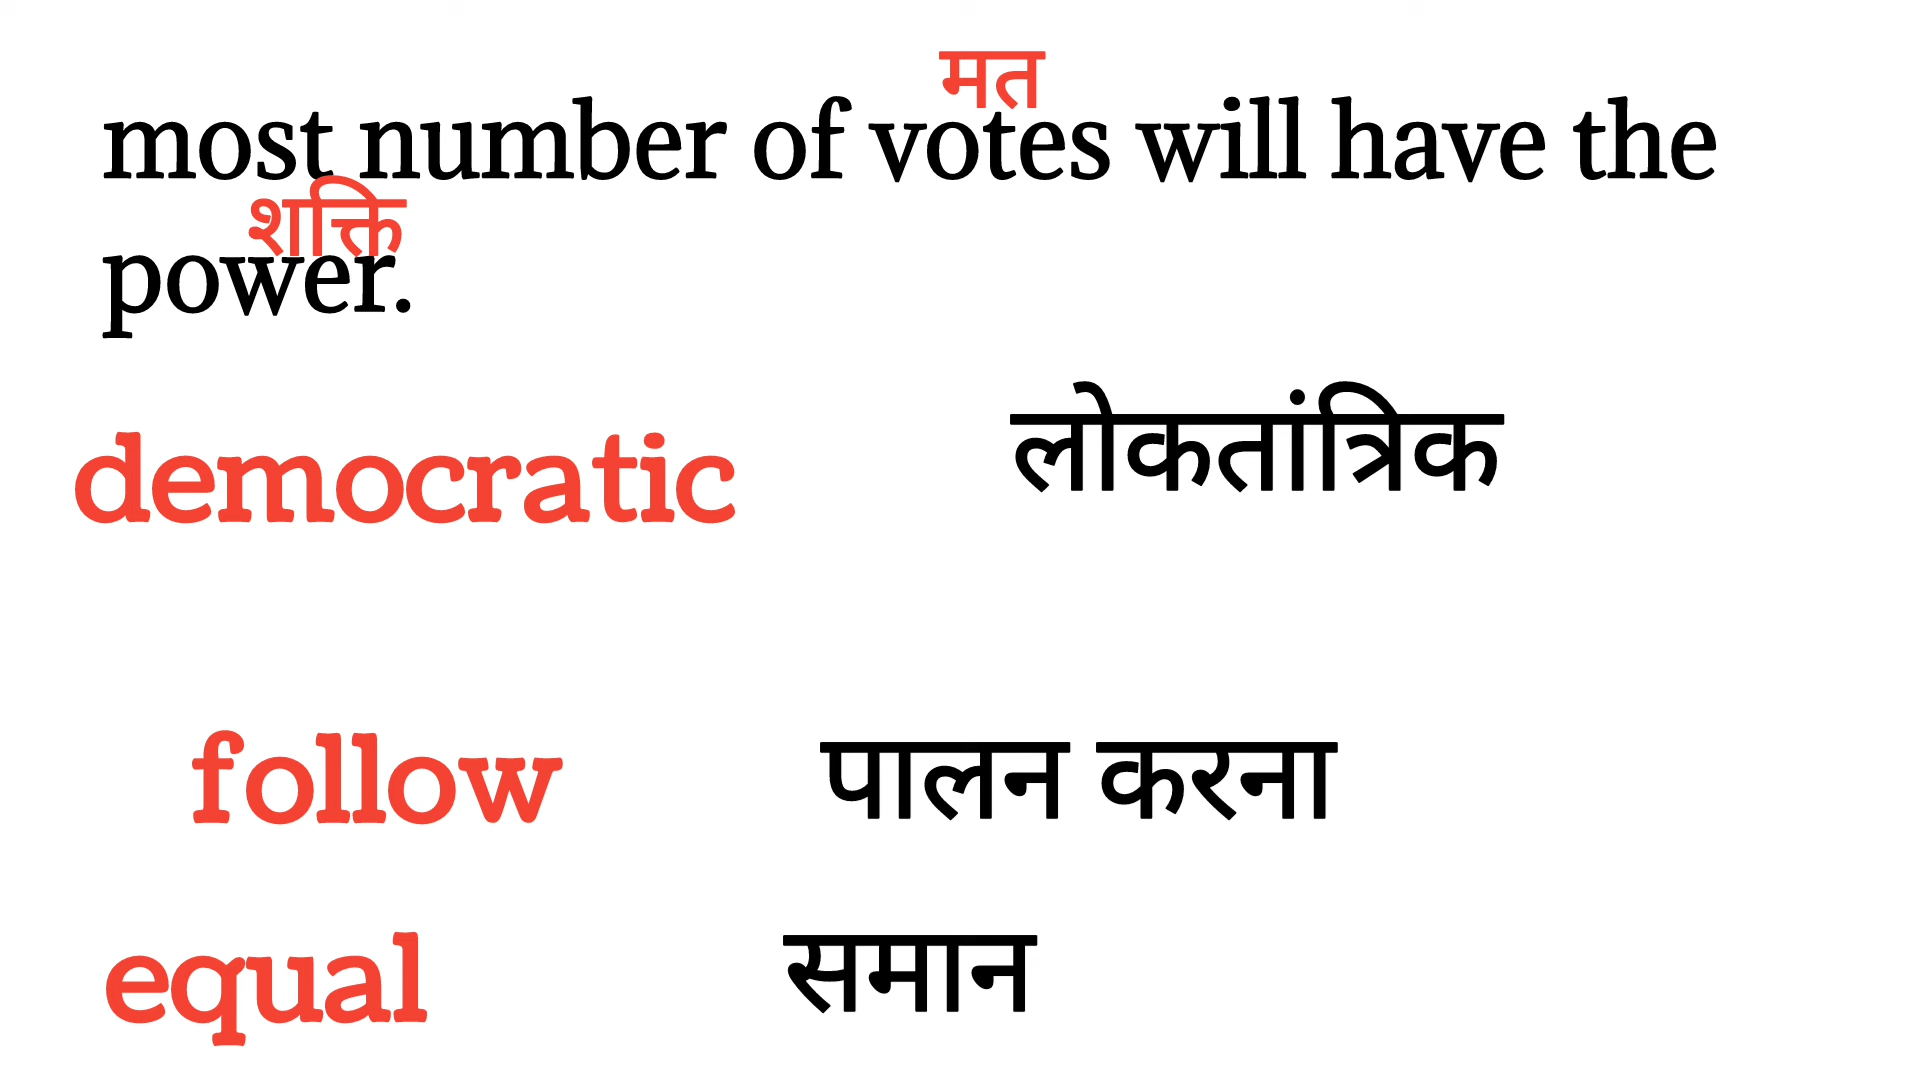 मत
most number of votes will have the
शक्ति
power.
democratic लोकतांत्रिक
follow पालन करना
equal समान